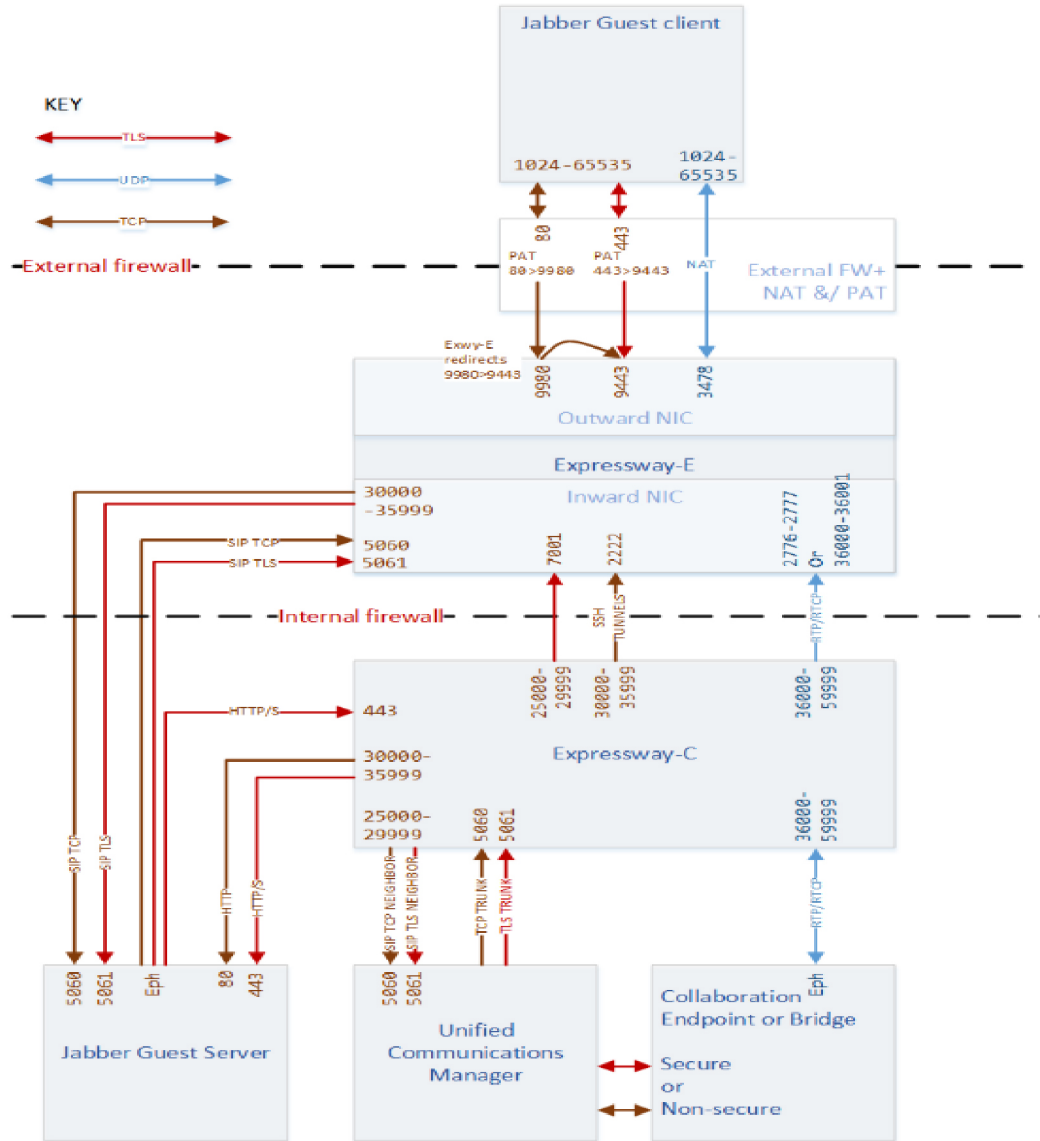 Jabber Guest client
1024-65535
1024-
65535
KEY
TLS
UDP
TCP
80
443
PAT
80>9980
PAT
443>9443
NAT
External firewall
External FW+
NAT &/ PAT
Exwy-E
redirects
9980>9443
9980
9443
3478
Outward NIC
Expressway-E
Inward NIC
30000
-35999
5060
5061
SIP TCP
SIP TLS
7001
2222
2776-2777
Or
36000-36001
Internal firewall
SSH
TUNNELS
RTP/RTCP
25000-
29999
30000-
35999
36000-
59999
HTTP/S
443
Expressway-C
30000-
35999
25000-
29999
5060
5061
36000-
59999
SIP TCP
SIP TLS
HTTP
HTTP/S
SIP TCP NEIGHBOR
SIP TLS NEIGHBOR
TCP TRUNK
TLS TRUNK
RTP/RTCP
5060
5061
Eph
80
443
Jabber Guest Server
5060
5061
Unified
Communications
Manager
Eph
Collaboration
Endpoint or Bridge
Secure
or
Non-secure